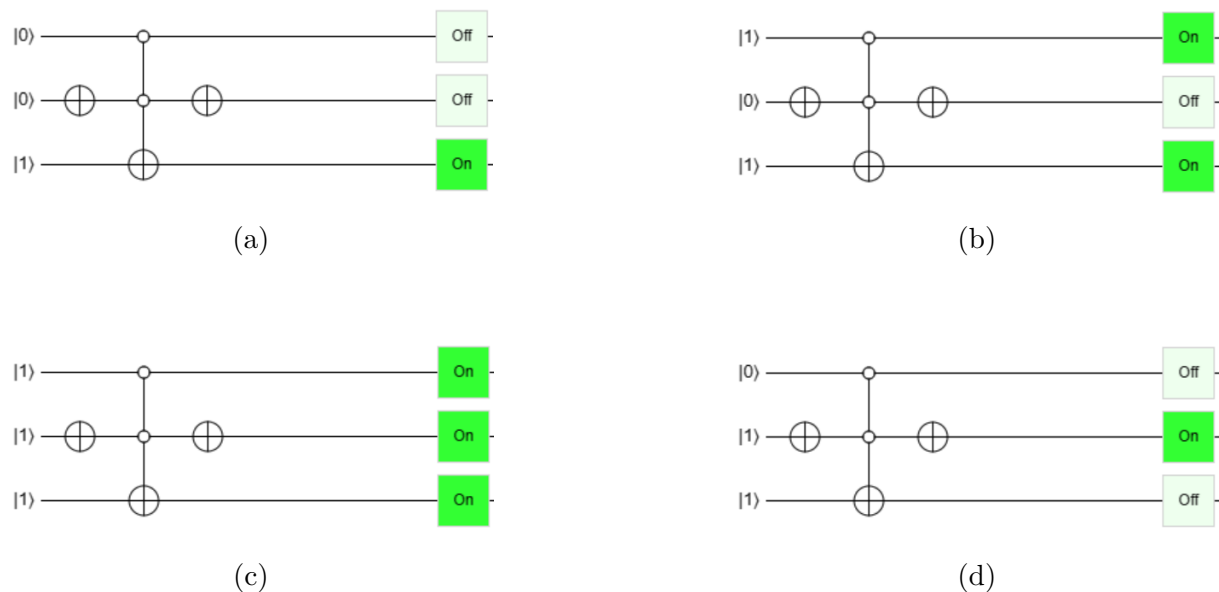 |0⟩ Off |1⟩ On
|0⟩ Off |0⟩ Off
|1⟩ On |1⟩ On
(a) (b)
|1⟩ On |0⟩ Off
|1⟩ On |1⟩ On
|1⟩ On |1⟩ Off
(c) (d)